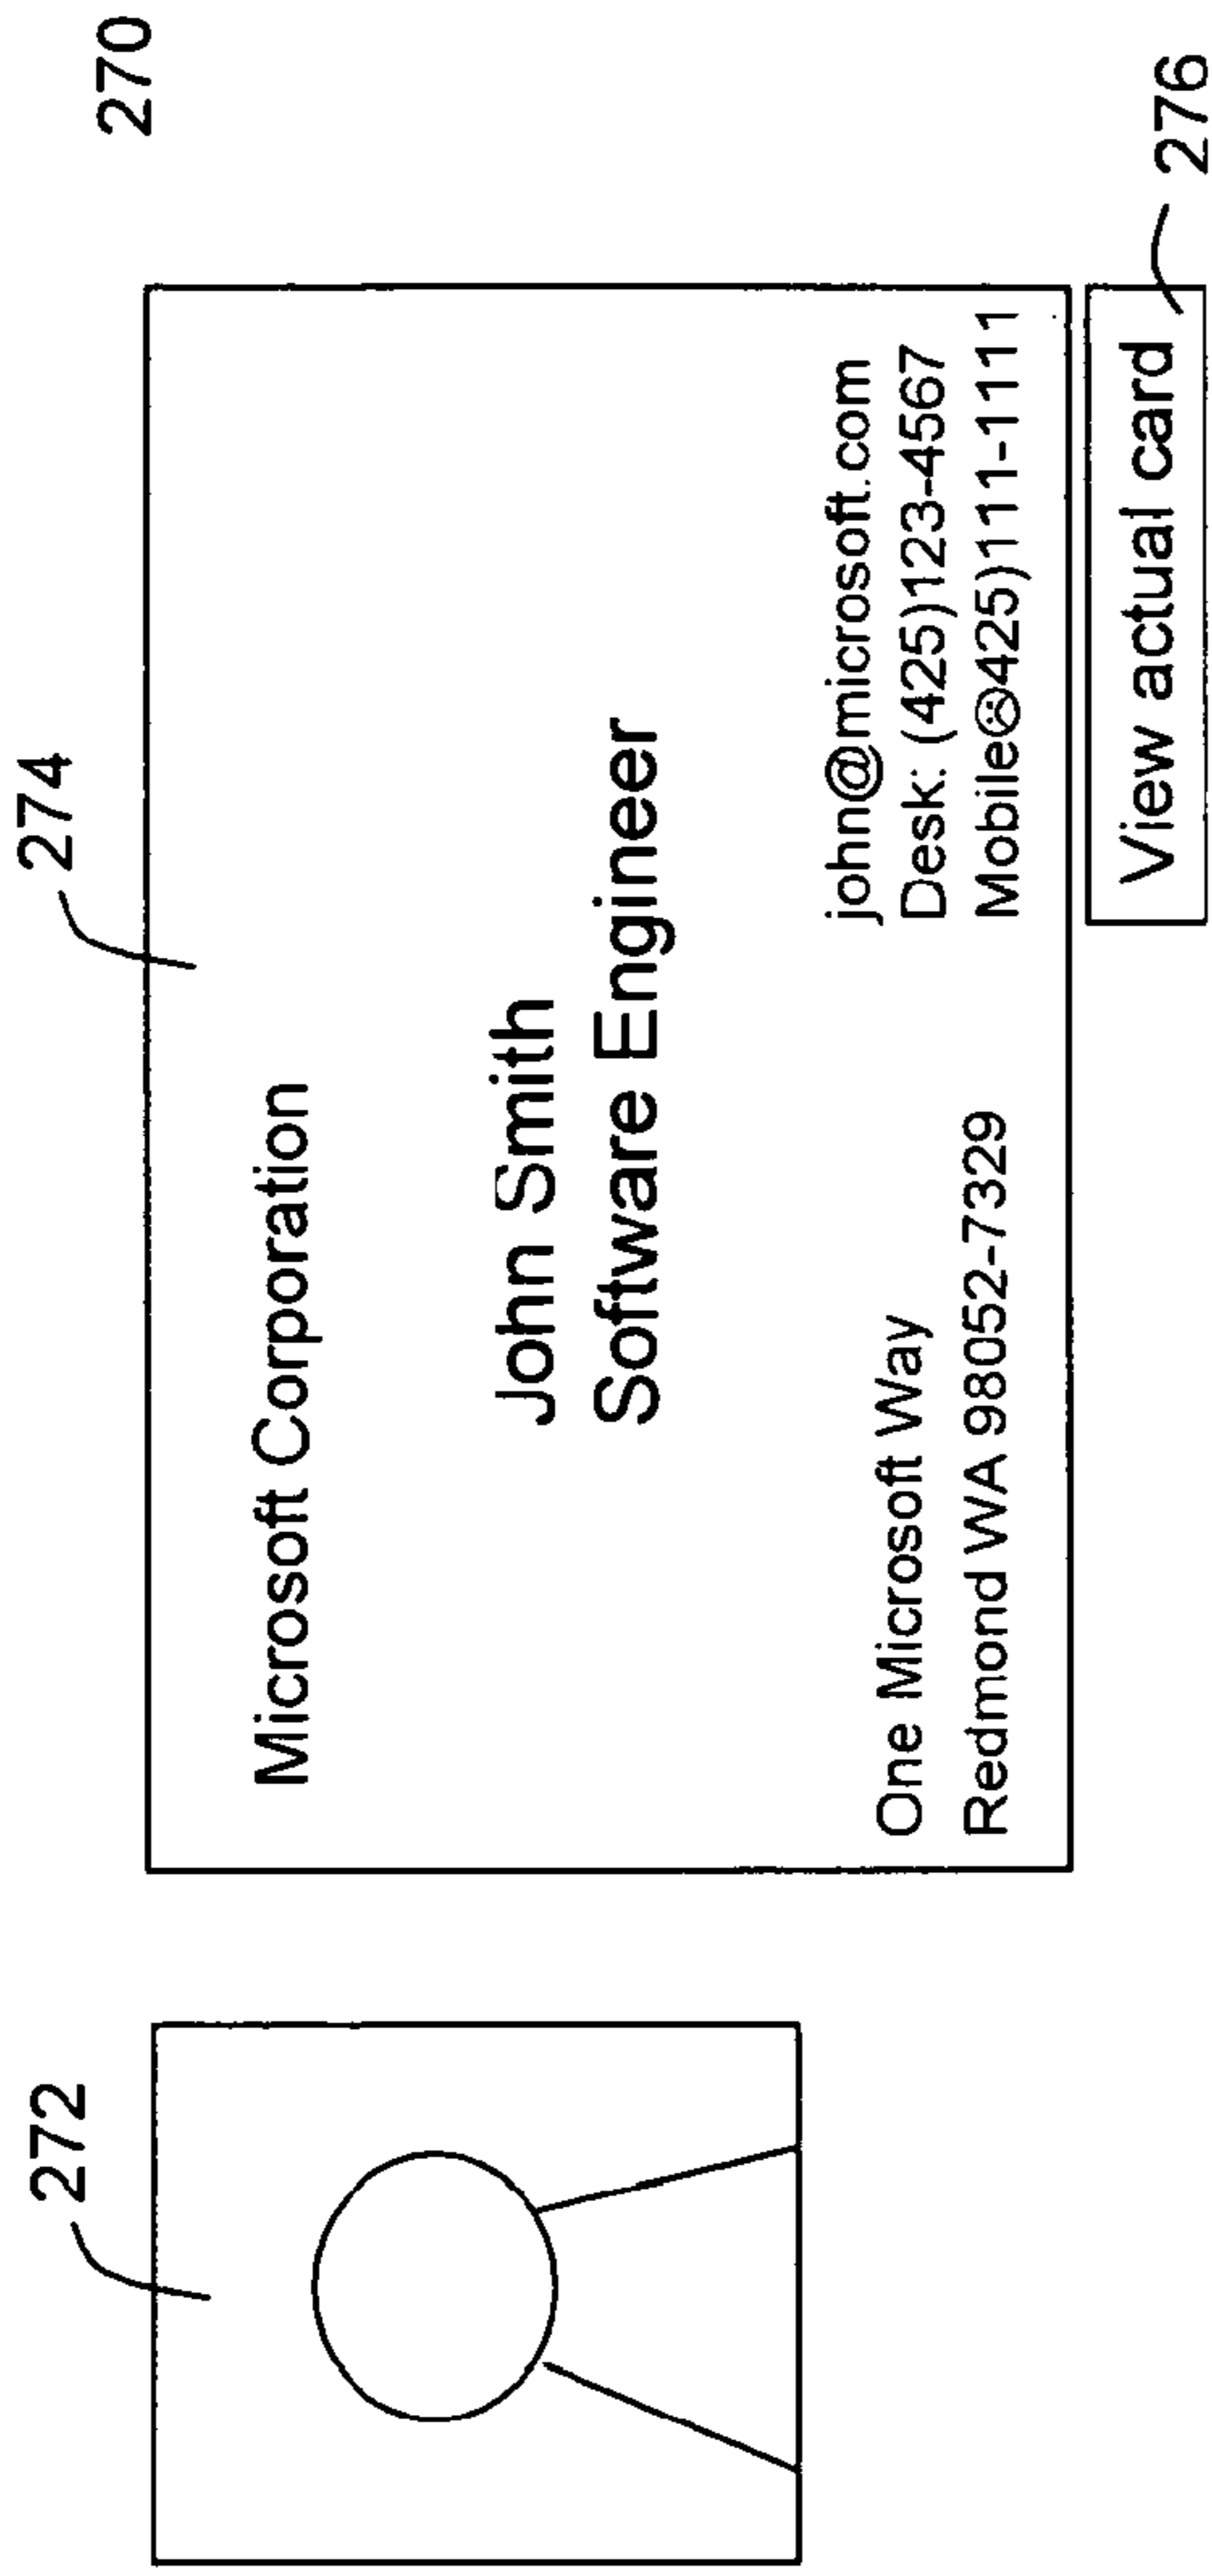 270
272
274
Microsoft Corporation
John Smith
Software Engineer
One Microsoft Way
Redmond WA 98052-7329
john@microsoft.com
Desk: (425)123-4567
Mobile☹425)111-1111
View actual card
276